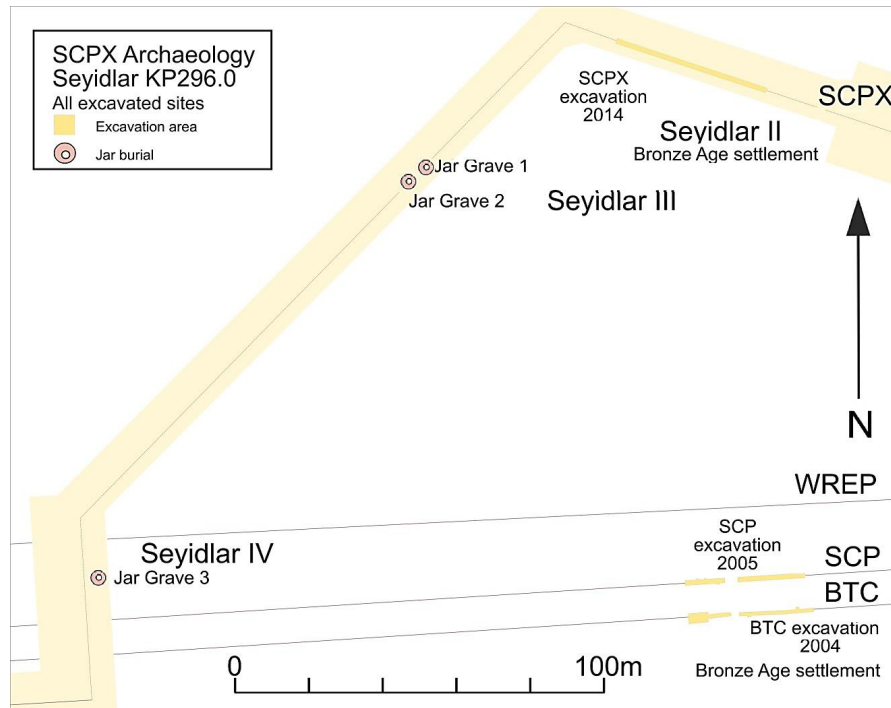 SCPX Archaeology
Seyidlar KP296.0
All excavated sites
Excavation area
Jar burial
SCPX
excavation
2014
SCPX
Seyidlar II
Bronze Age settlement
Jar Grave 1
Jar Grave 2
Seyidlar III
N
WREP
Seyidlar IV
Jar Grave 3
SCP
excavation
2005
SCP
BTC
BTC excavation
2004
Bronze Age settlement
0
100m